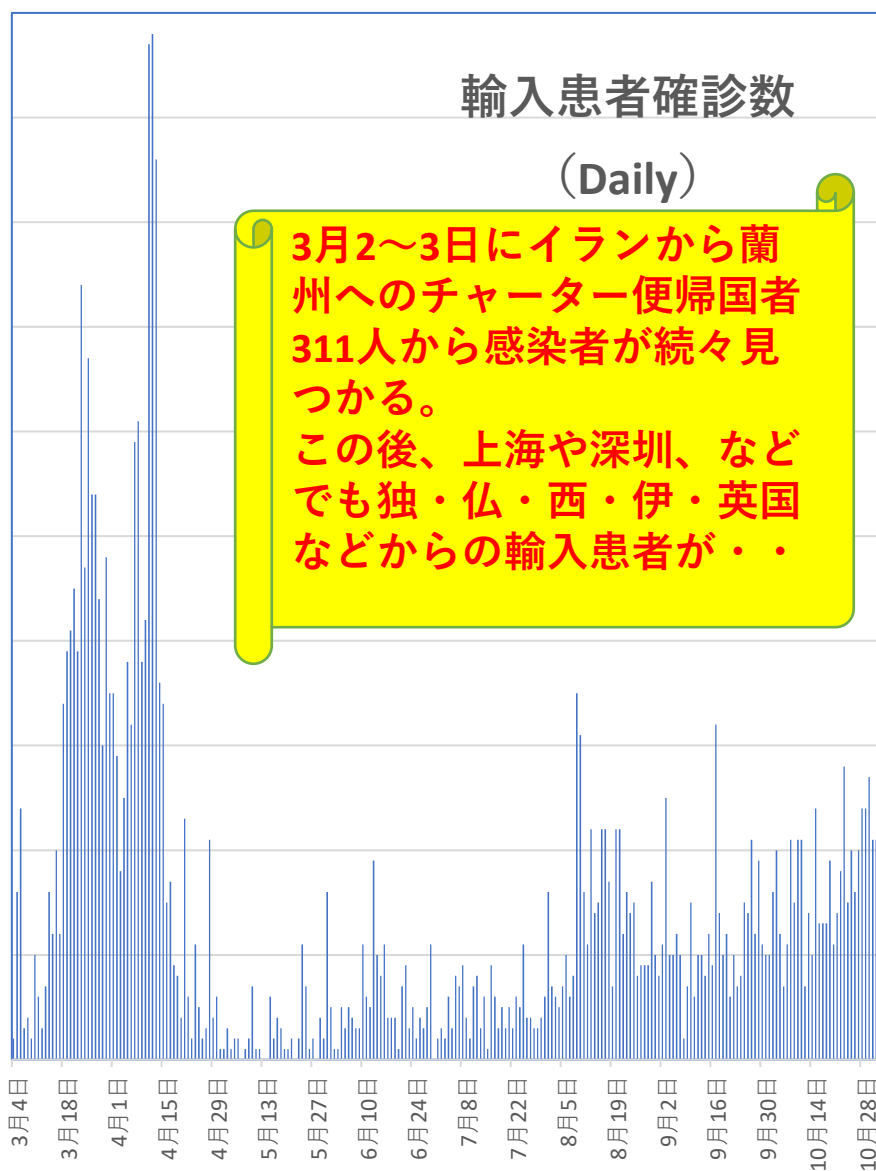 輸入患者確診数
（Daily）
3月2～3日にイランから蘭
州へのチャーター便帰国者
311人から感染者が続々見
つかる。
この後、上海や深圳、など
でも独・仏・西・伊・英国
などからの輸入患者が・・
3月4日
3月18日
4月1日
4月15日
4月29日
5月13日
5月27日
6月10日
6月24日
7月8日
7月22日
8月5日
8月19日
9月2日
9月16日
9月30日
10月14日
10月28日